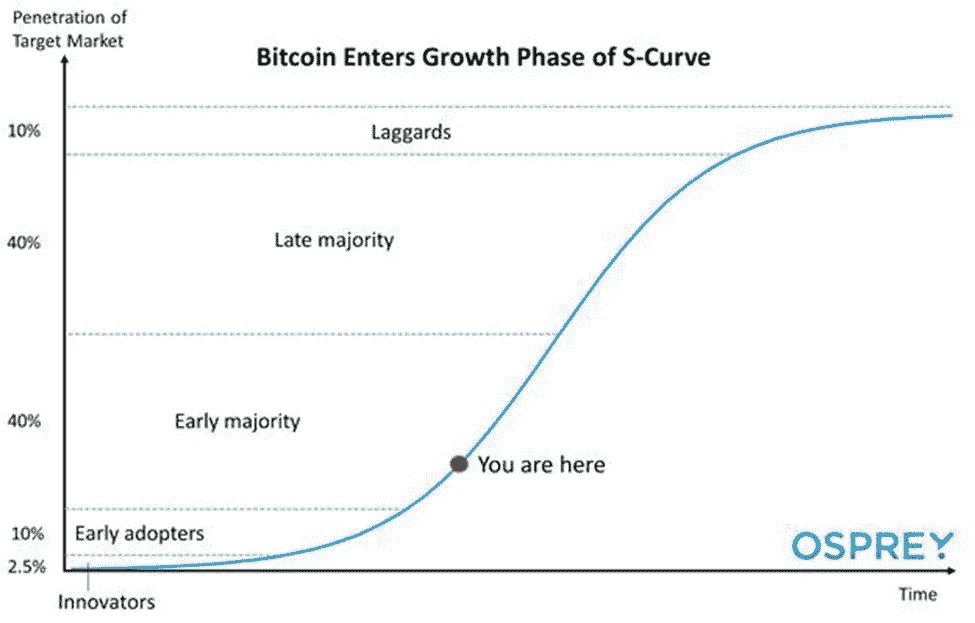 Penetration of
Target Market
Bitcoin Enters Growth Phase of S-Curve
10%
Laggards
40%
Late majority
40%
Early majority
You are here
10%
Early adopters
2.5%
OSPREY
Time
Innovators